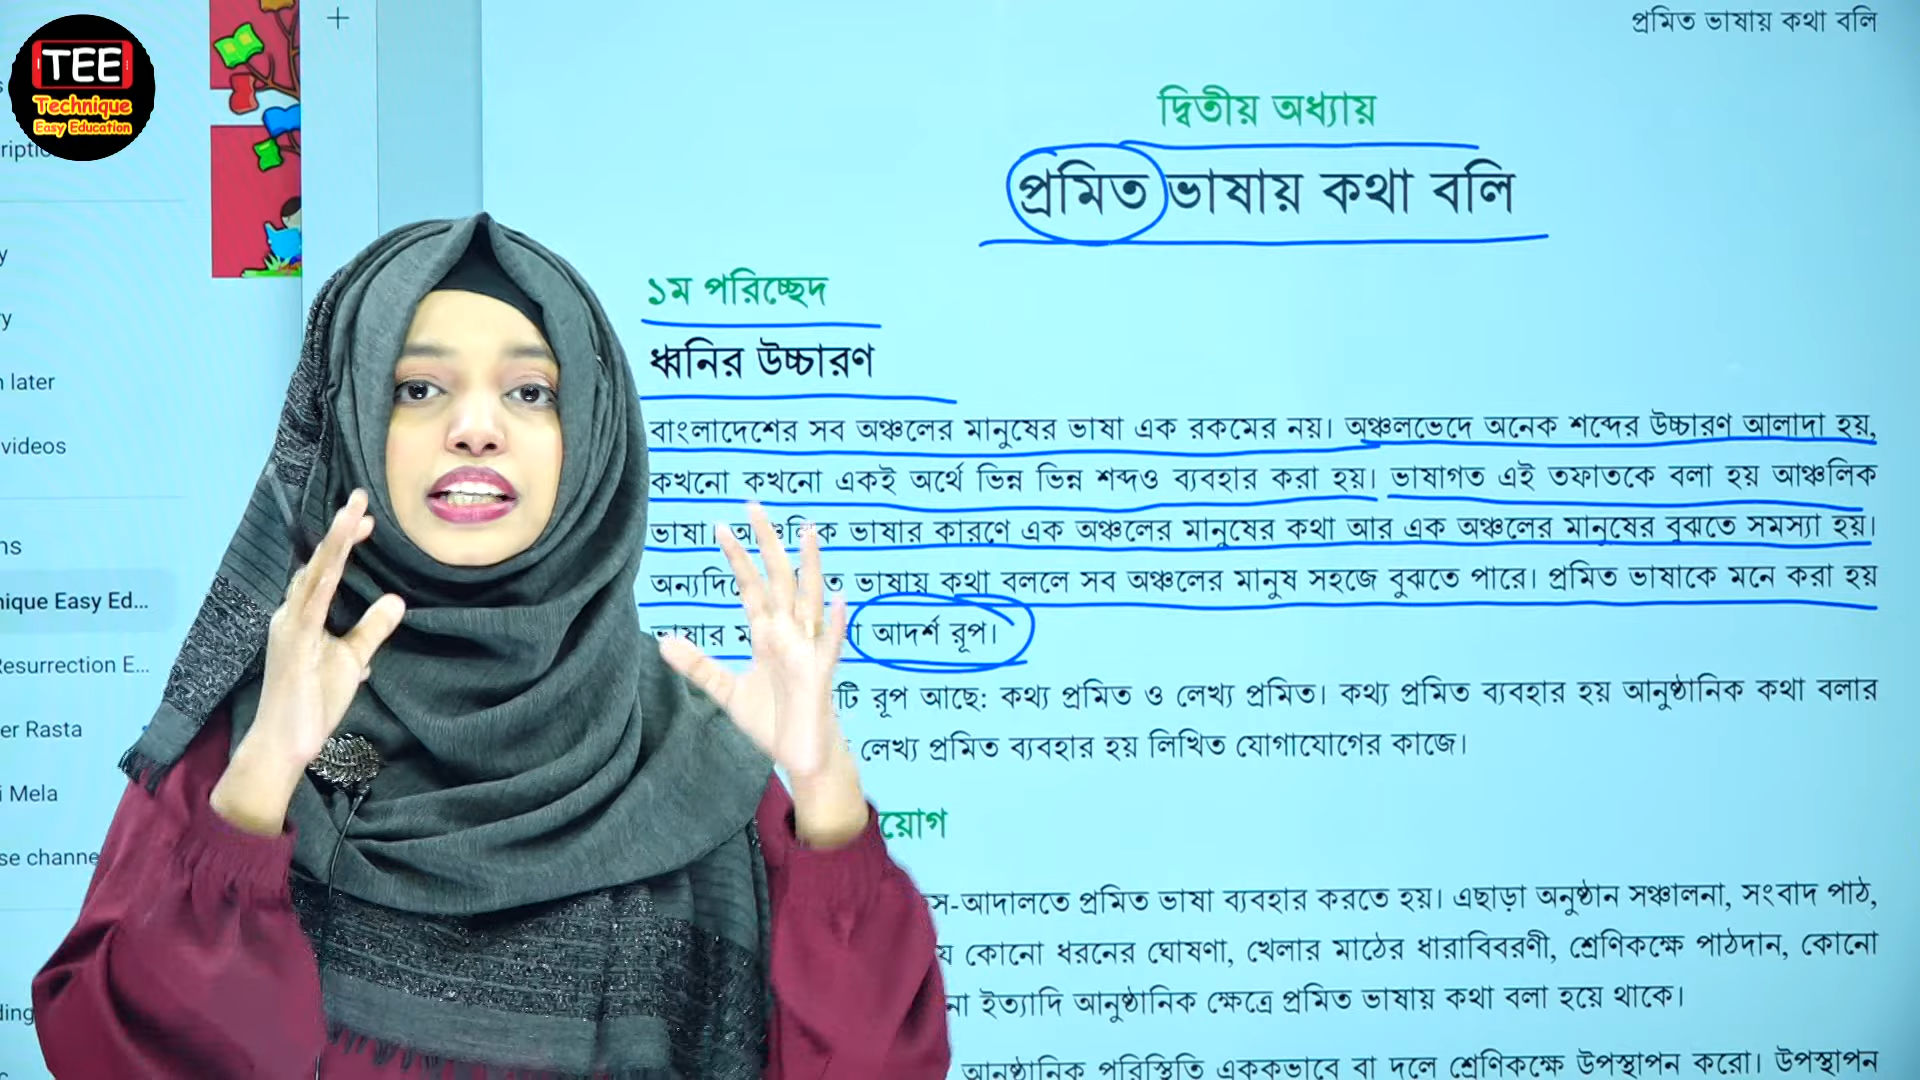 TEE
Technique
Easy Education
প্রমিত ভাষায় কথা বলি
দ্বিতীয় অধ্যায়
প্রমিত ভাষায় কথা বলি
১ম পরিচ্ছেদ
ধ্বনির উচ্চারণ
বাংলাদেশের সব অঞ্চলের মানুষের ভাষা এক রকমের নয়। অঞ্চলভেদে অনেক শব্দের উচ্চারণ আলাদা হয়,
কখনো কখনো একই অর্থে ভিন্ন ভিন্ন শব্দও ব্যবহার করা হয়। ভাষাগত এই তফাতকে বলা হয় আঞ্চলিক
ভাষা। আঞ্চলিক ভাষার কারণে এক অঞ্চলের মানুষের কথা আর এক অঞ্চলের মানুষের বুঝতে সমস্যা হয়।
ভাষায় কথা বললে সব অঞ্চলের মানুষ সহজে বুঝতে পারে। প্রমিত ভাষাকে মনে করা হয়
ভাষার আদর্শ রূপ।
টি রূপ আছে: কথ্য প্রমিত ও লেখ্য প্রমিত। কথ্য প্রমিত ব্যবহার হয় আনুষ্ঠানিক কথা বলার
লেখ্য প্রমিত ব্যবহার হয় লিখিত যোগাযোগের কাজে।
য়োগ
স-আদালতে প্রমিত ভাষা ব্যবহার করতে হয়। এছাড়া অনুষ্ঠান সঞ্চালনা, সংবাদ পাঠ,
কোনো ধরনের ঘোষণা, খেলার মাঠের ধারাবিবরণী, শ্রেণিকক্ষে পাঠদান, কোনো
না ইত্যাদি আনুষ্ঠানিক ক্ষেত্রে প্রমিত ভাষায় কথা বলা হয়ে থাকে।
আনুষ্ঠানিক পরিস্থিতি এককভাবে বা দলে শ্রেণিকক্ষে উপস্থাপন করো। উপস্থাপন
later
videos
nique Easy Ed...
Resurrection E...
er Rasta
i Mela
se channe